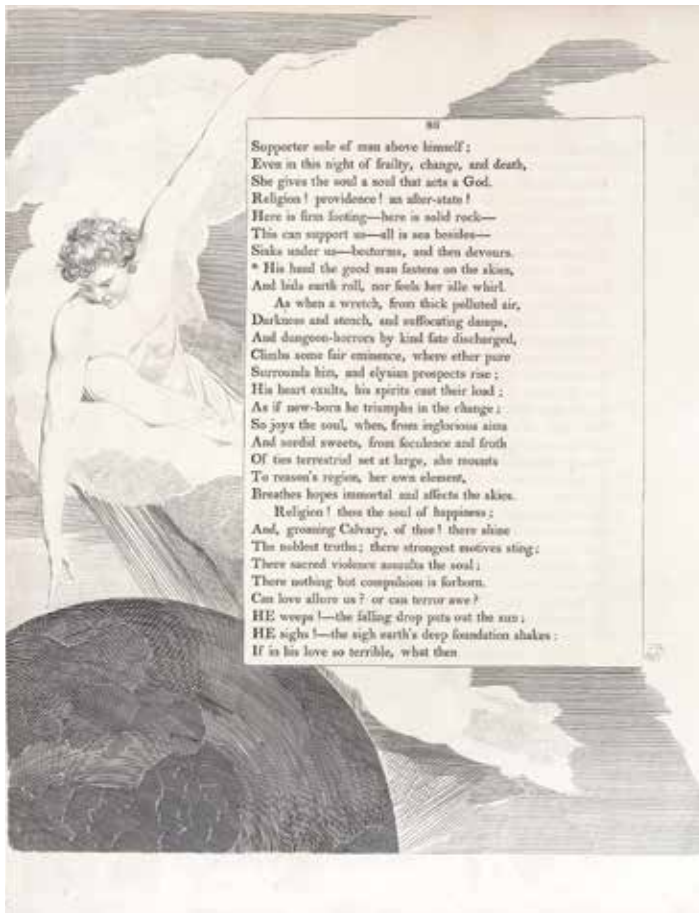 Supporter sole of man above himself;
Even in this night of frailty, change, and death,
She gives the soul a soul that acts a God.
Religion! providence! an after-state!
Here is firm footing—here is solid rock—
This can support us—all is sea besides—
Sinks under us—bestorms, and then devours.
* His hand the good man fastens on the skies,
And bids earth roll, nor feels her idle whirl.
As when a wretch, from thick polluted air,
Darkness and stench, and suffocating damps,
And dungeon-horrors by kind fate discharged,
Climbs some fair eminence, where ether pure
Surrounds him, and elysian prospects rise;
His heart exults, his spirits cast their load;
As if new-born he triumphs in the change;
So joys the soul, when, from inglorious aims
And sordid sweets, from feculence and froth
Of ties terrestrial set at large, she mounts
To reason's region, her own element,
Breathes hopes immortal and affects the skies.
Religion! thou the soul of happiness;
And, groaning Calvary, of thee! there shine
The noblest truths; there strongest motives sting;
There sacred violence assaults the soul;
There nothing but compulsion is forborn.
Can love allure us? or can terror awe?
HE weeps!—the falling drop puts out the sun;
HE sighs!—the sigh earth's deep foundation shakes:
If in his love so terrible, what then